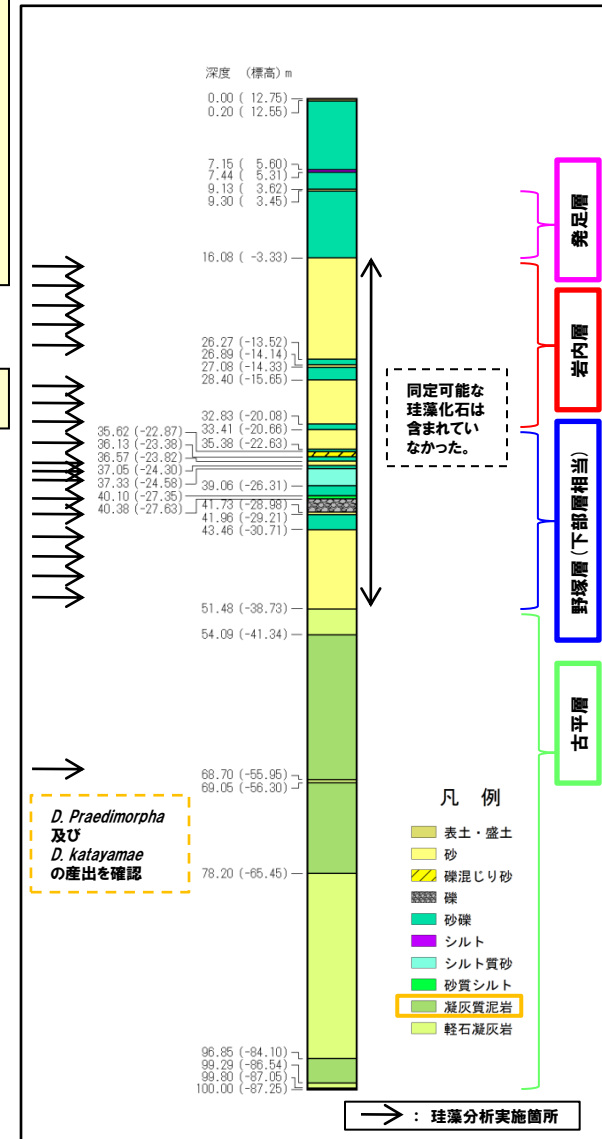 深度 (標高) m
0.00 ( 12.75)
0.20 ( 12.55)
7.15 ( 5.60)
7.44 ( 5.31)
9.13 ( 3.62)
9.30 ( 3.45)
16.08 (-3.33)
26.27 (-13.52)
26.89 (-14.14)
27.08 (-14.33)
28.40 (-15.65)
32.83 (-20.08)
33.41 (-20.66)
35.38 (-22.63)
35.62 (-22.87)
36.13 (-23.38)
36.57 (-23.82)
37.05 (-24.30)
37.33 (-24.58)
39.06 (-26.31)
40.10 (-27.35)
40.38 (-27.63)
41.73 (-28.98)
41.96 (-29.21)
43.46 (-30.71)
51.48 (-38.73)
54.09 (-41.34)
68.70 (-55.95)
69.05 (-56.30)
78.20 (-65.45)
96.85 (-84.10)
99.29 (-86.54)
99.80 (-87.05)
100.00 (-87.25)
同定可能な
珪藻化石は
含まれてい
なかった。
発足層
岩内層
野塚層(下部層相当)
古平層
D. Praedimorpha
及び
D. katayamae
の産出を確認
凡 例
表土・盛土
砂
礫混じり砂
礫
砂礫
シルト
シルト質砂
砂質シルト
凝灰質泥岩
軽石凝灰岩
: 珪藻分析実施箇所